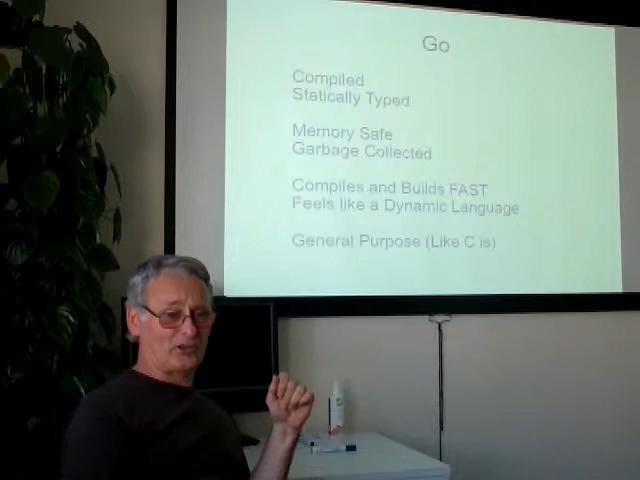 Go
Compiled
Statically Typed
Memory Safe
Garbage Collected
Compiles and Builds FAST
Feels like a Dynamic Language
General Purpose (Like C is)